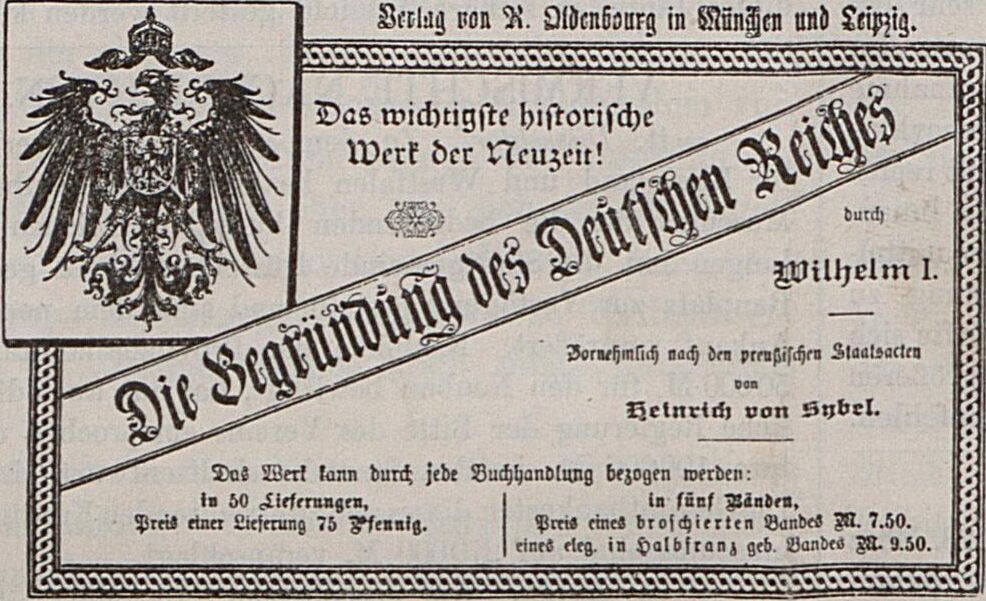 Verlag von R. Oldenbourg in München und Leipzig.
Das wichtigste historische
Werk der Neuzeit!
Die Begründung des Deutschen Reiches
durch
Wilhelm I.
Vornehmlich nach den preußischen Staatsacten
von
Heinrich von Sybel.
Das Werk kann durch jede Buchhandlung bezogen werden:
in 50 Lieferungen,
Preis einer Lieferung 75 Pfennig.
in fünf Bänden,
Preis eines broschierten Bandes M. 7.50.
eines eleg. in Halbfranz geb. Bandes M. 9.50.